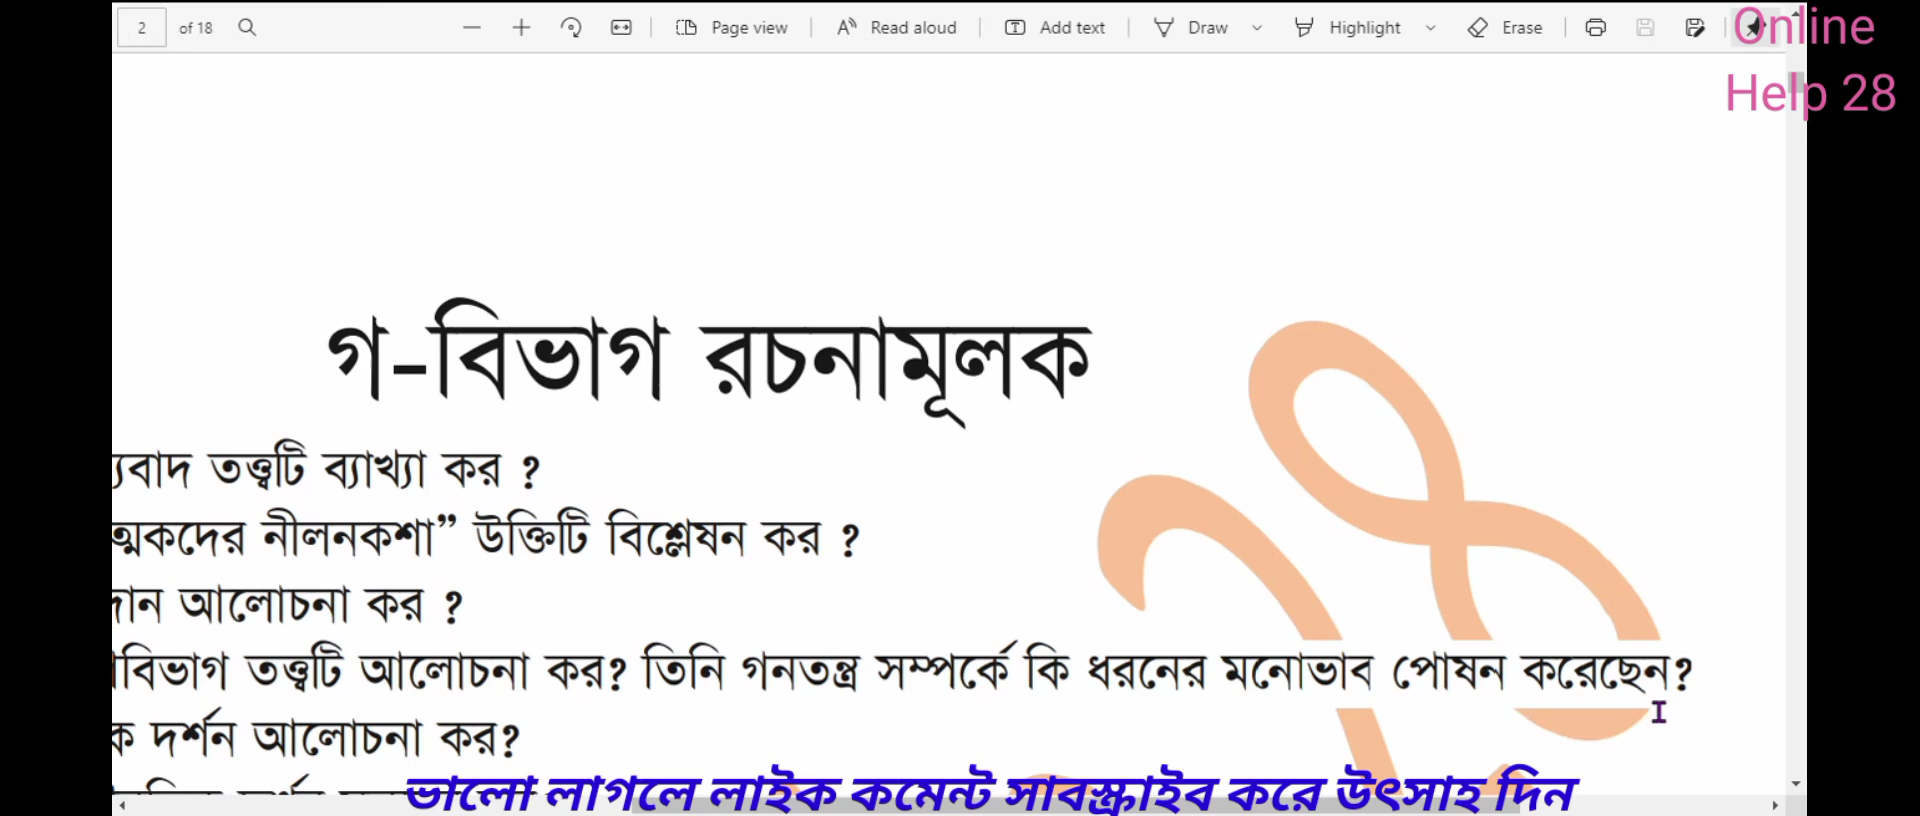 2 of 18 Page view Read aloud Add text Draw Highlight Erase
Online
Help 28
গ-বিভাগ রচনামূলক
্যবাদ তত্ত্বটি ব্যাখ্যা কর ?
ত্মকদের নীলনকশা” উক্তিটি বিশ্লেষন কর ?
দান আলোচনা কর ?
বিভাগ তত্ত্বটি আলোচনা কর? তিনি গনতন্ত্র সম্পর্কে কি ধরনের মনোভাব পোষন করেছেন?
ক দর্শন আলোচনা কর?
ভালো লাগলে লাইক কমেন্ট সাবস্ক্রাইব করে উৎসাহ দিন